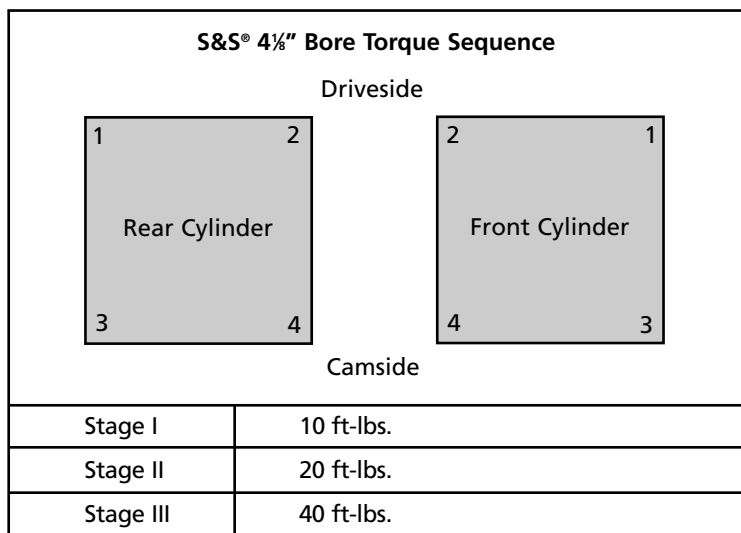 S&S® 4⅛" Bore Torque Sequence
Driveside
1 2 2 1
Rear Cylinder Front Cylinder
3 4 4 3
Camside
Stage I 10 ft-lbs.
Stage II 20 ft-lbs.
Stage III 40 ft-lbs.